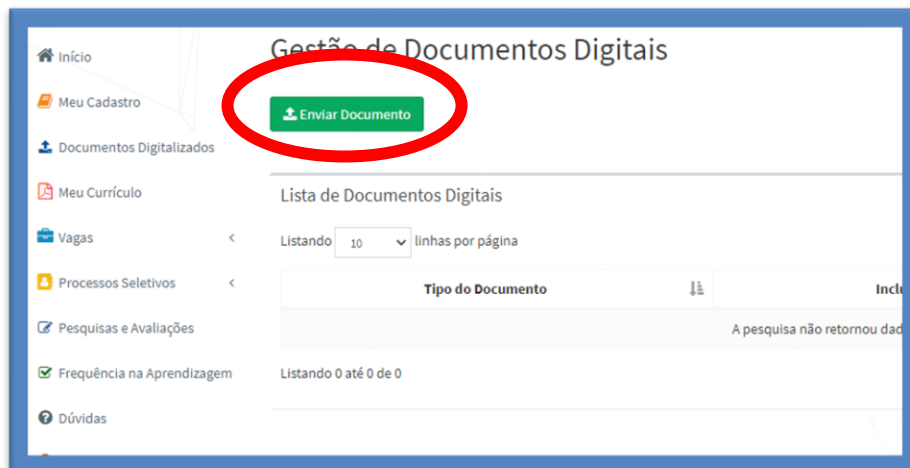 Início
Meu Cadastro
Documentos Digitalizados
Meu Currículo
Vagas
Processos Seletivos
Pesquisas e Avaliações
Frequência na Aprendizagem
Dúvidas
Gestão de Documentos Digitais
Enviar Documento
Lista de Documentos Digitais
Listando 10 linhas por página
Tipo do Documento Inclu
A pesquisa não retornou dad
Listando 0 até 0 de 0